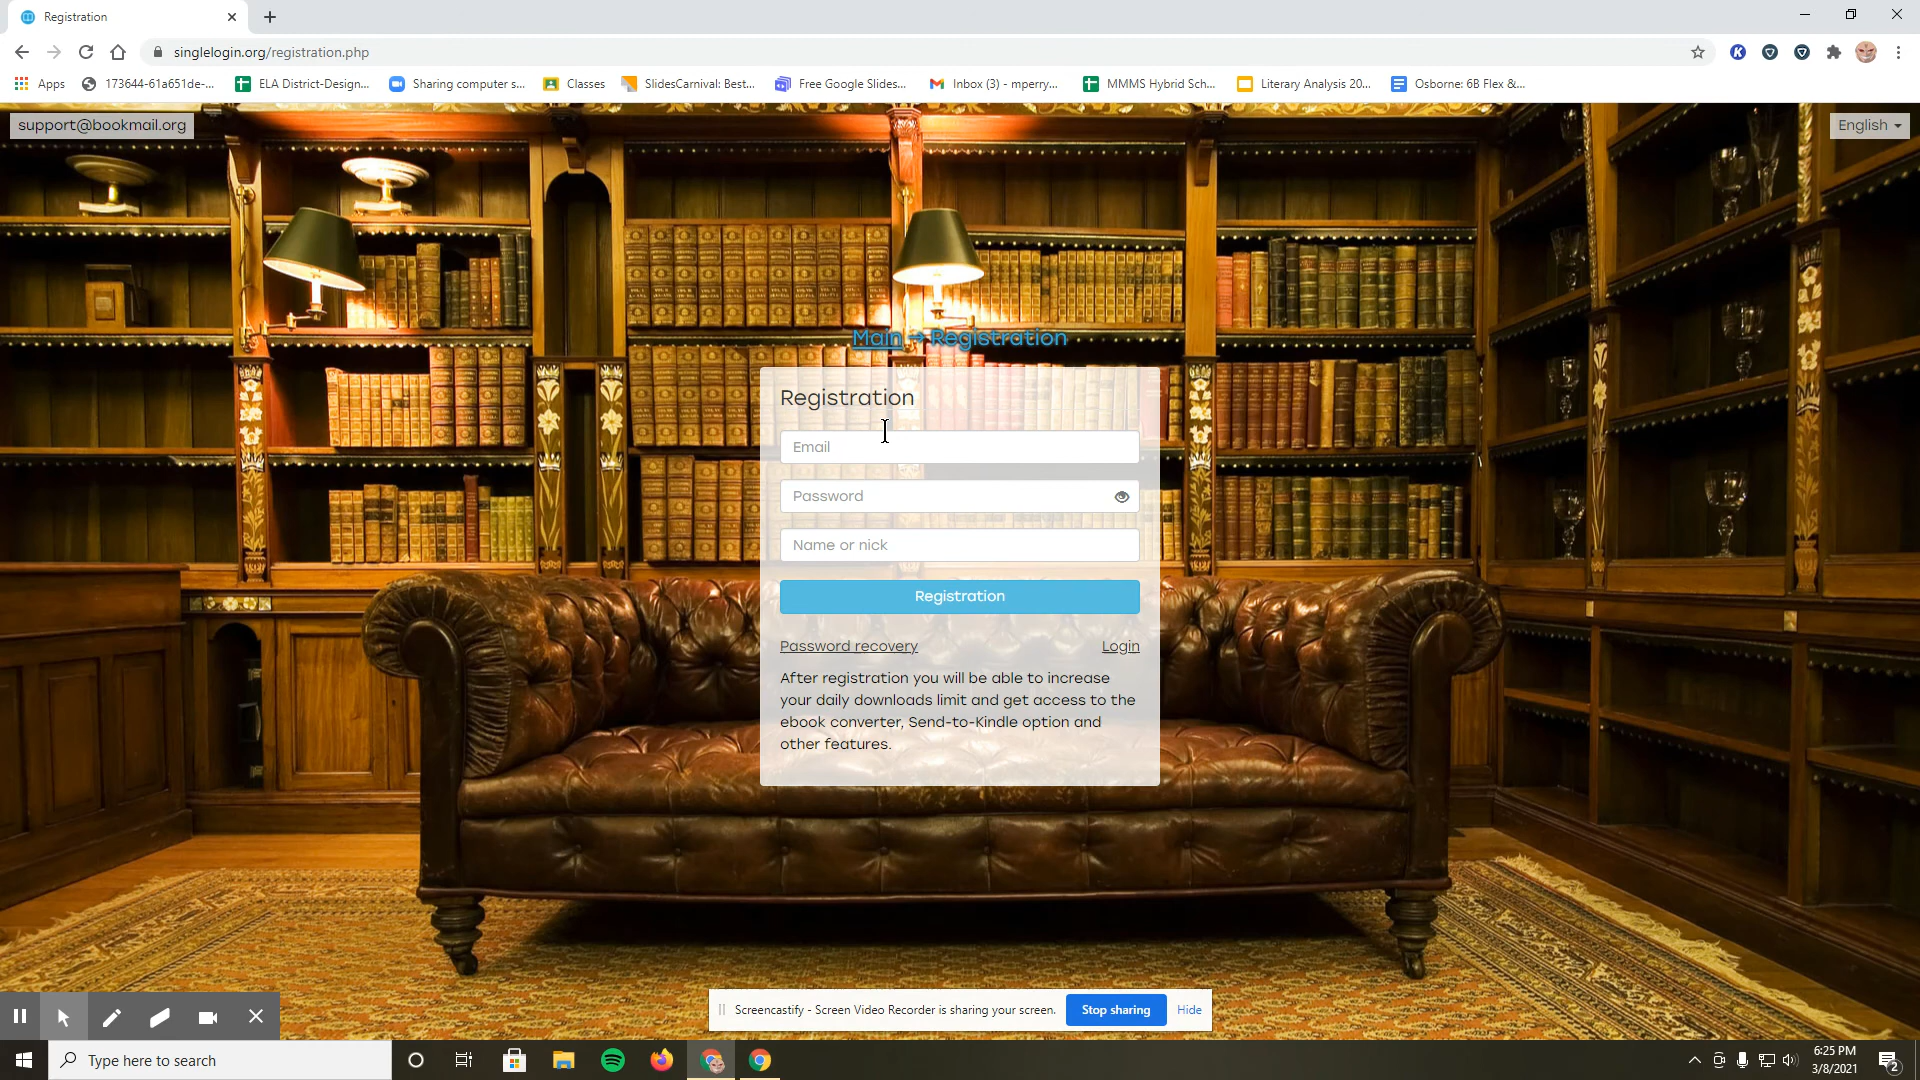 Registration
singlelogin.org/registration.php
Apps
173644-61a651de-...
ELA District-Design...
Sharing computer s...
Classes
SlidesCarnival: Best...
Free Google Slides...
Inbox (3) - mperry...
MMMS Hybrid Sch...
Literary Analysis 20...
Osborne: 6B Flex &...
support@bookmail.org
English
Main → Registration
Registration
Email
Password
Name or nick
Registration
Password recovery
Login
After registration you will be able to increase
your daily downloads limit and get access to the
ebook converter, Send-to-Kindle option and
other features.
Screencastify - Screen Video Recorder is sharing your screen.
Stop sharing
Hide
Type here to search
6:25 PM
3/8/2021
2